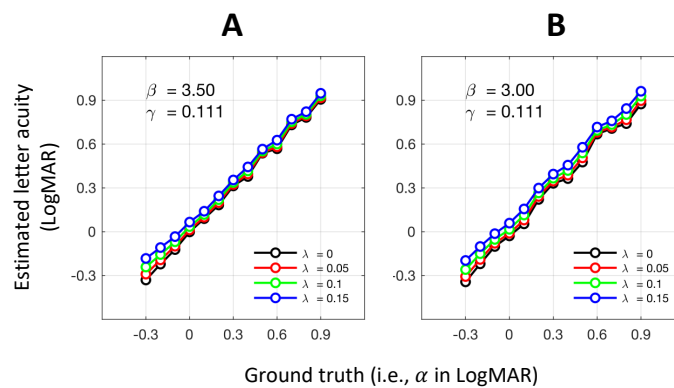 A
B
Estimated letter acuity
(LogMAR)
β = 3.50
γ = 0.111
0.9
0.6
0.3
0
-0.3
λ = 0
λ = 0.05
λ = 0.1
λ = 0.15
-0.3 0 0.3 0.6 0.9
β = 3.00
γ = 0.111
0.9
0.6
0.3
0
-0.3
λ = 0
λ = 0.05
λ = 0.1
λ = 0.15
-0.3 0 0.3 0.6 0.9
Ground truth (i.e., α in LogMAR)